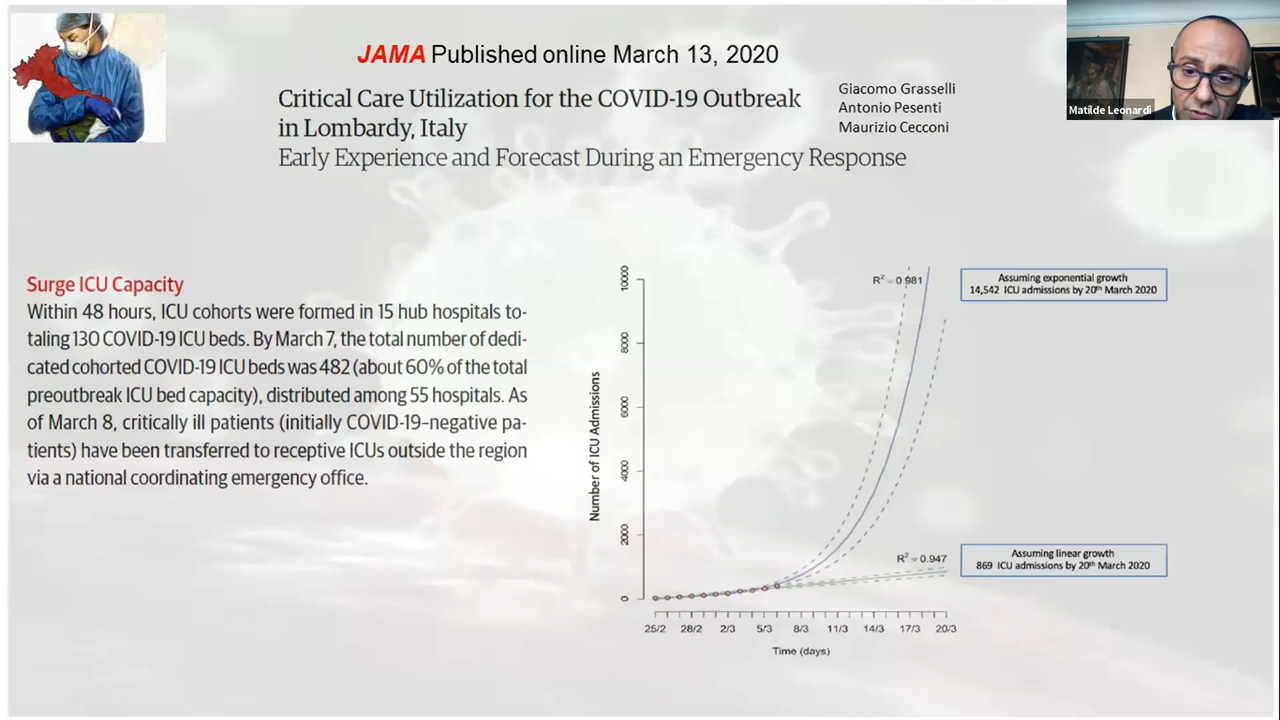 JAMA Published online March 13, 2020
Critical Care Utilization for the COVID-19 Outbreak
in Lombardy, Italy
Early Experience and Forecast During an Emergency Response
Giacomo Grasselli
Antonio Pesenti
Maurizio Cecconi
Matilde Leonardi
Surge ICU Capacity
Within 48 hours, ICU cohorts were formed in 15 hub hospitals to-
taling 130 COVID-19 ICU beds. By March 7, the total number of dedi-
cated cohorted COVID-19 ICU beds was 482 (about 60% of the total
preoutbreak ICU bed capacity), distributed among 55 hospitals. As
of March 8, critically ill patients (initially COVID-19–negative pa-
tients) have been transferred to receptive ICUs outside the region
via a national coordinating emergency office.
Number of ICU Admissions
10000
8000
6000
4000
2000
0
R² = 0.981
Assuming exponential growth
14,542 ICU admissions by 20th March 2020
R² = 0.947
Assuming linear growth
869 ICU admissions by 20th March 2020
25/2 28/2 2/3 5/3 8/3 11/3 14/3 17/3 20/3
Time (days)